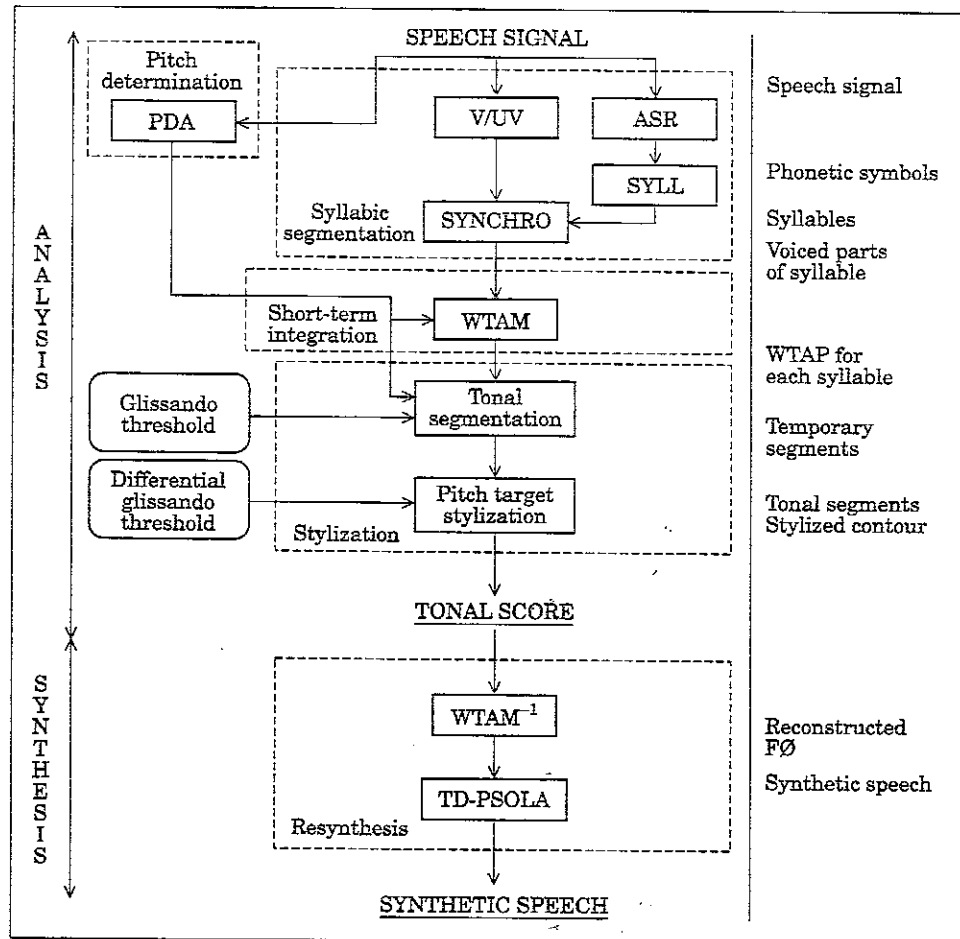 SPEECH SIGNAL
Pitch
determination
PDA
V/UV
ASR
SYLL
SYNCHRO
Syllabic
segmentation
Short-term
integration
WTAM
Glissando
threshold
Tonal
segmentation
Differential
glissando
threshold
Pitch target
stylization
Stylization
TONAL SCORE
WTAM⁻¹
TD-PSOLA
Resynthesis
SYNTHETIC SPEECH
ANALYSIS
SYNTHESIS
Speech signal
Phonetic symbols
Syllables
Voiced parts
of syllable
WTAP for
each syllable
Temporary
segments
Tonal segments
Stylized contour
Reconstructed
FØ
Synthetic speech